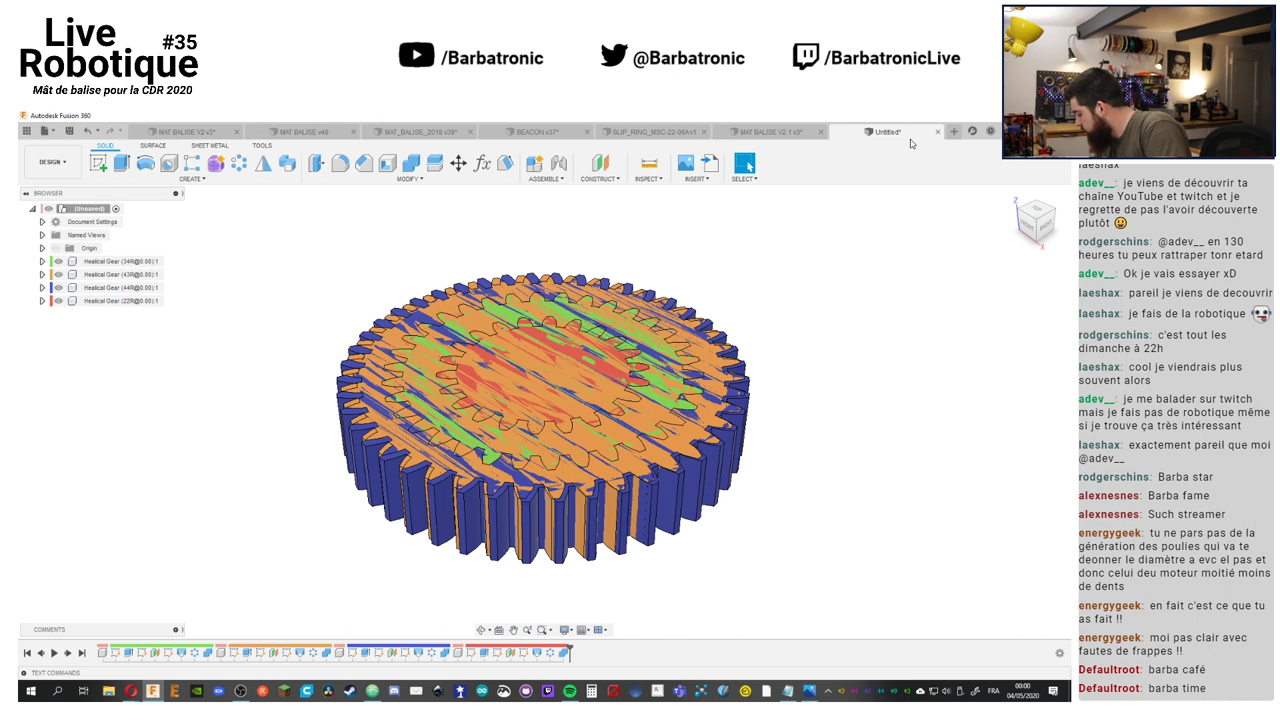 Live
Robotique #35
Mât de balise pour la CDR 2020
/Barbatronic
@Barbatronic
/BarbatronicLive
Autodesk Fusion 360
MAT BALISE V2 v3*
MAT BALISE v40
MAT_BALISE_2018 v38*
BEACON v37*
SLIP_RING_MSC-22-06Av1
MAT BALISE V2.1 v3*
Untitled*
SOLID
SURFACE
SHEET METAL
TOOLS
DESIGN
CREATE
MODIFY
ASSEMBLE
CONSTRUCT
INSPECT
INSERT
SELECT
BROWSER
(Unsaved)
Document Settings
Named Views
Origin
Healical Gear (34R@0.00):1
Healical Gear (43R@0.00):1
Healical Gear (44R@0.00):1
Healical Gear (22R@0.00):1
Z
TOP
FRONT
RIGHT
X
laeshax
adev__: je viens de découvrir ta
chaîne YouTube et twitch et je
regrette de pas l'avoir découverte
plutôt
rodgerschins: @adev__ en 130
heures tu peux rattraper tonr etard
adev__: Ok je vais essayer xD
laeshax: pareil je viens de decouvrir
laeshax: je fais de la robotique
rodgerschins: c'est tout les
dimanche à 22h
laeshax: cool je viendrais plus
souvent alors
adev__: je me balader sur twitch
mais je fais pas de robotique même
si je trouve ça très intéressant
laeshax: exactement pareil que moi
@adev__
rodgerschins: Barba star
alexnesnes: Barba fame
alexnesnes: Such streamer
energygeek: tu ne pars pas de la
génération des poulies qui va te
deonner le diamètre a evc el pas et
donc celui deu moteur moitié moins
de dents
energygeek: en fait c'est ce que tu
as fait !!
energygeek: moi pas clair avec
fautes de frappes !!
Defaultroot: barba café
Defaultroot: barba time
COMMENTS
TEXT COMMANDS
FRA
00:00
04/05/2020